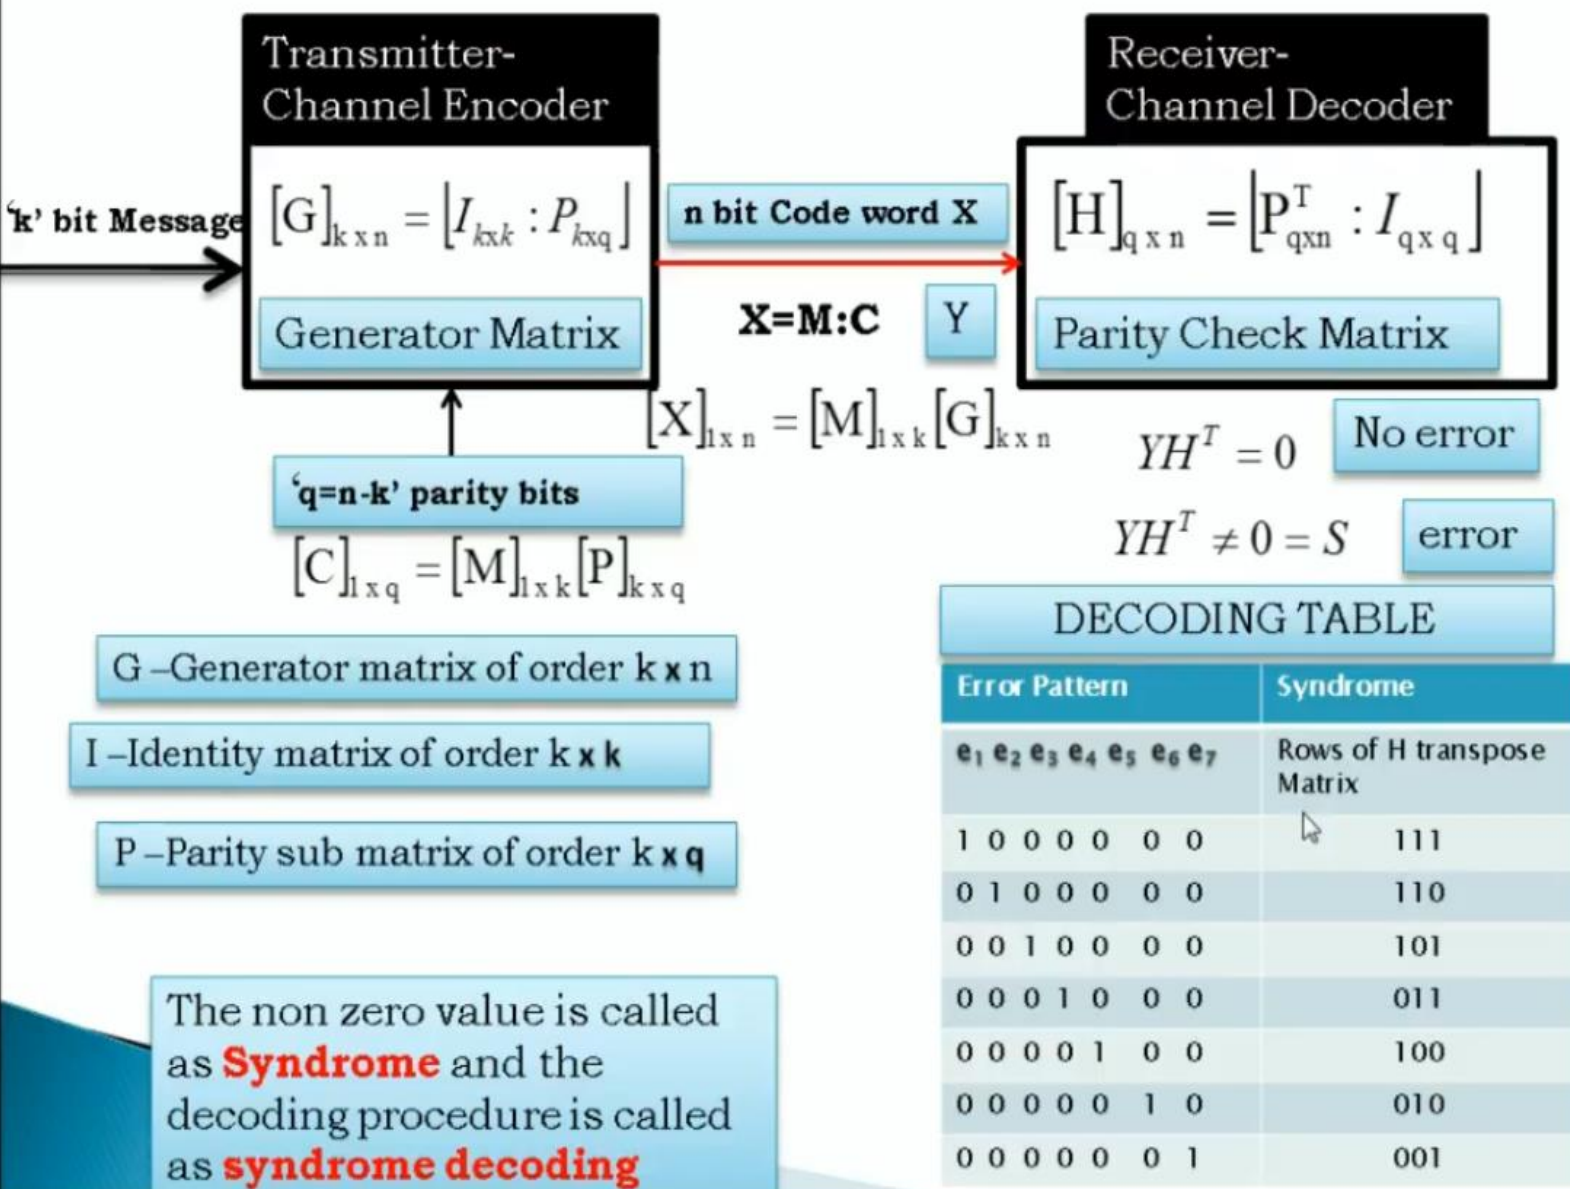 Transmitter-
Channel Encoder
Receiver-
Channel Decoder
‘k’ bit Message
[G]k x n = ⌊Ikxk : Pkxq⌋
n bit Code word X
[H]q x n = ⌊P^T qxn : Iq x q⌋
Generator Matrix
X=M:C
Y
Parity Check Matrix
[X]1 x n = [M]1 x k [G]k x n
YH^T = 0
No error
‘q=n-k’ parity bits
YH^T ≠ 0 = S
error
[C]1 x q = [M]1 x k [P]k x q
DECODING TABLE
G –Generator matrix of order k x n
I –Identity matrix of order k x k
P –Parity sub matrix of order k x q
Error Pattern Syndrome
e1 e2 e3 e4 e5 e6 e7 Rows of H transpose
Matrix
1 0 0 0 0 0 0 111
0 1 0 0 0 0 0 110
0 0 1 0 0 0 0 101
0 0 0 1 0 0 0 011
0 0 0 0 1 0 0 100
0 0 0 0 0 1 0 010
0 0 0 0 0 0 1 001
The non zero value is called
as Syndrome and the
decoding procedure is called
as syndrome decoding